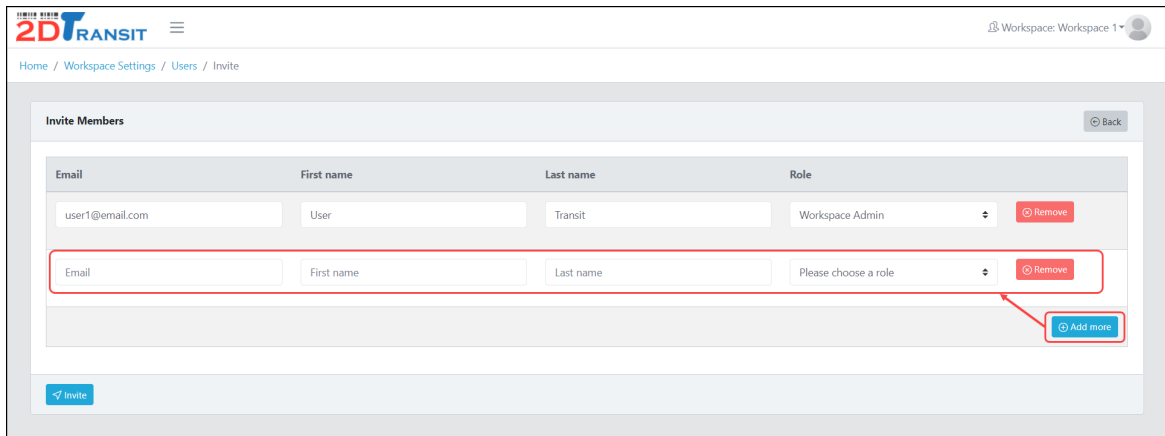 2DTRANSIT
Workspace: Workspace 1
Home / Workspace Settings / Users / Invite
Invite Members
Back
Email First name Last name Role
user1@email.com User Transit Workspace Admin Remove
Email First name Last name Please choose a role Remove
Add more
Invite